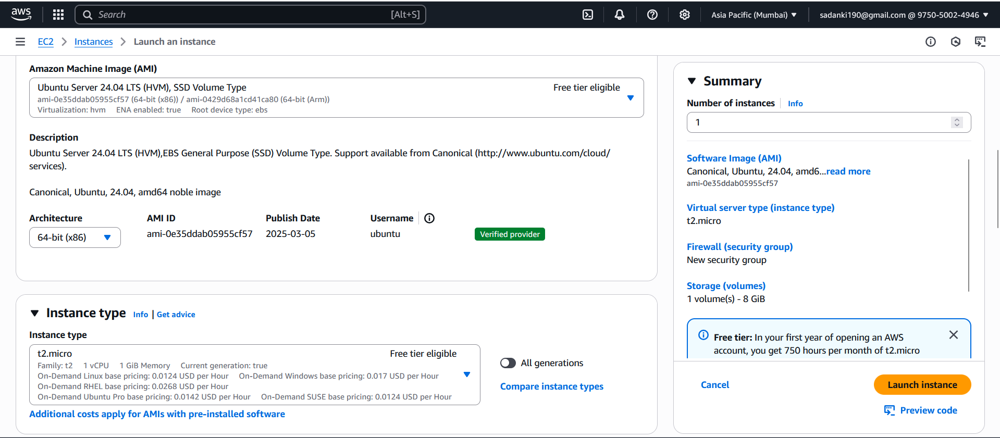 aws
Search [Alt+S]
Asia Pacific (Mumbai)
sadanki190@gmail.com @ 9750-5002-4946
EC2 Instances Launch an instance
Amazon Machine Image (AMI)
Ubuntu Server 24.04 LTS (HVM), SSD Volume Type
Free tier eligible
ami-0e35ddab05955cf57 (64-bit (x86)) / ami-0429d68a1cd41ca80 (64-bit (Arm))
Virtualization: hvm ENA enabled: true Root device type: ebs
Description
Ubuntu Server 24.04 LTS (HVM),EBS General Purpose (SSD) Volume Type. Support available from Canonical (http://www.ubuntu.com/cloud/
services).
Canonical, Ubuntu, 24.04, amd64 noble image
Architecture AMI ID Publish Date Username
64-bit (x86) ami-0e35ddab05955cf57 2025-03-05 ubuntu Verified provider
Instance type Info | Get advice
Instance type
t2.micro Free tier eligible
Family: t2 1 vCPU 1 GiB Memory Current generation: true
On-Demand Linux base pricing: 0.0124 USD per Hour On-Demand Windows base pricing: 0.017 USD per Hour
On-Demand RHEL base pricing: 0.0268 USD per Hour
On-Demand Ubuntu Pro base pricing: 0.0142 USD per Hour On-Demand SUSE base pricing: 0.0124 USD per Hour
All generations
Compare instance types
Additional costs apply for AMIs with pre-installed software
Summary
Number of instances Info
1
Software Image (AMI)
Canonical, Ubuntu, 24.04, amd6...read more
ami-0e35ddab05955cf57
Virtual server type (instance type)
t2.micro
Firewall (security group)
New security group
Storage (volumes)
1 volume(s) - 8 GiB
Free tier: In your first year of opening an AWS
account, you get 750 hours per month of t2.micro
Cancel
Launch instance
Preview code